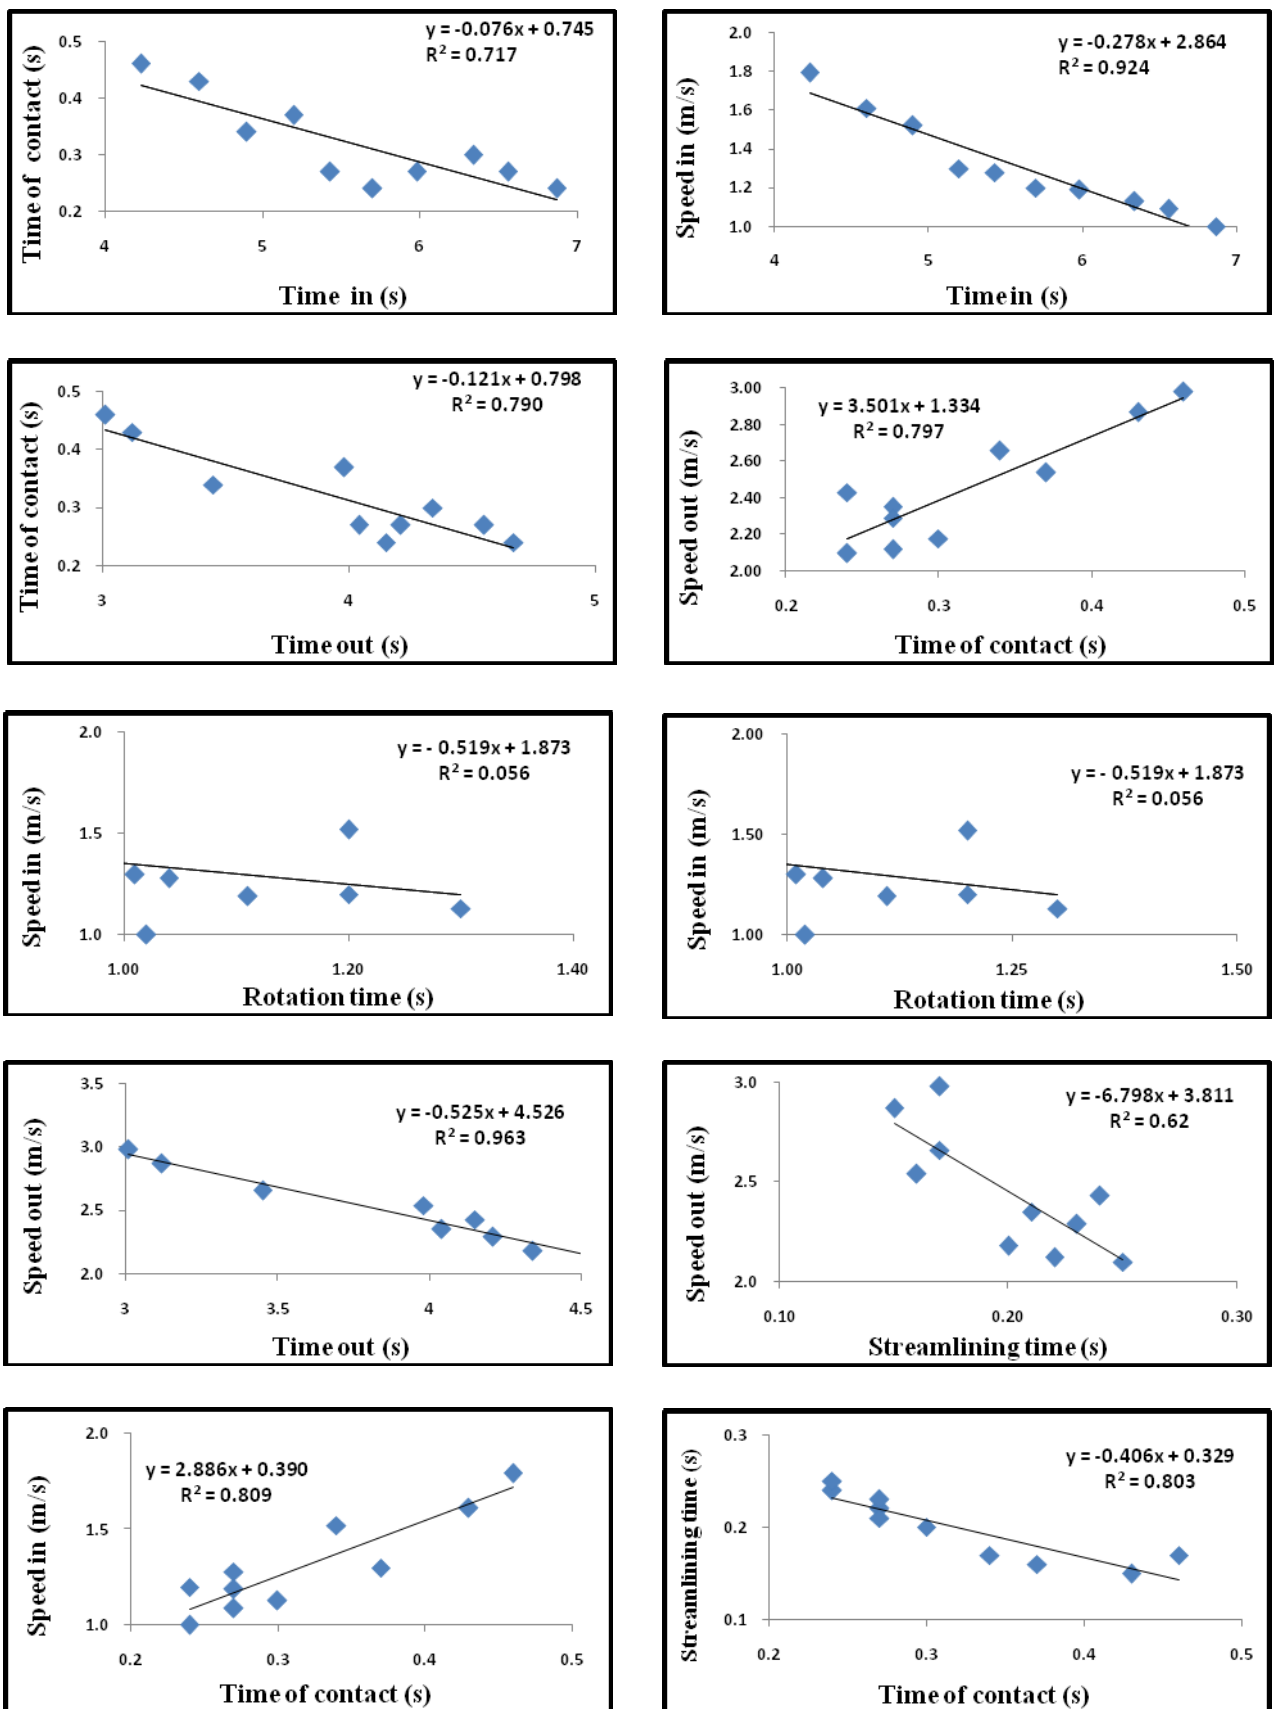 y = -0.076x + 0.745
R² = 0.717
0.5
0.4
0.3
0.2
4 5 6 7
Time of contact (s)
Time in (s)
y = -0.278x + 2.864
R² = 0.924
2.0
1.8
1.6
1.4
1.2
1.0
4 5 6 7
Speed in (m/s)
Time in (s)
y = -0.121x + 0.798
R² = 0.790
0.5
0.4
0.3
0.2
3 4 5
Time of contact (s)
Time out (s)
y = 3.501x + 1.334
R² = 0.797
3.00
2.80
2.60
2.40
2.20
2.00
0.2 0.3 0.4 0.5
Speed out (m/s)
Time of contact (s)
y = - 0.519x + 1.873
R² = 0.056
2.0
1.5
1.0
1.00 1.20 1.40
Speed in (m/s)
Rotation time (s)
y = - 0.519x + 1.873
R² = 0.056
2.00
1.50
1.00
1.00 1.25 1.50
Speed in (m/s)
Rotation time (s)
y = -0.525x + 4.526
R² = 0.963
3.5
3.0
2.5
2.0
3 3.5 4 4.5
Speed out (m/s)
Time out (s)
y = -6.798x + 3.811
R² = 0.62
3.0
2.5
2.0
0.10 0.20 0.30
Speed out (m/s)
Streamlining time (s)
y = 2.886x + 0.390
R² = 0.809
2.0
1.5
1.0
0.2 0.3 0.4 0.5
Speed in (m/s)
Time of contact (s)
y = -0.406x + 0.329
R² = 0.803
0.3
0.2
0.1
0.2 0.3 0.4 0.5
Streamlining time (s)
Time of contact (s)